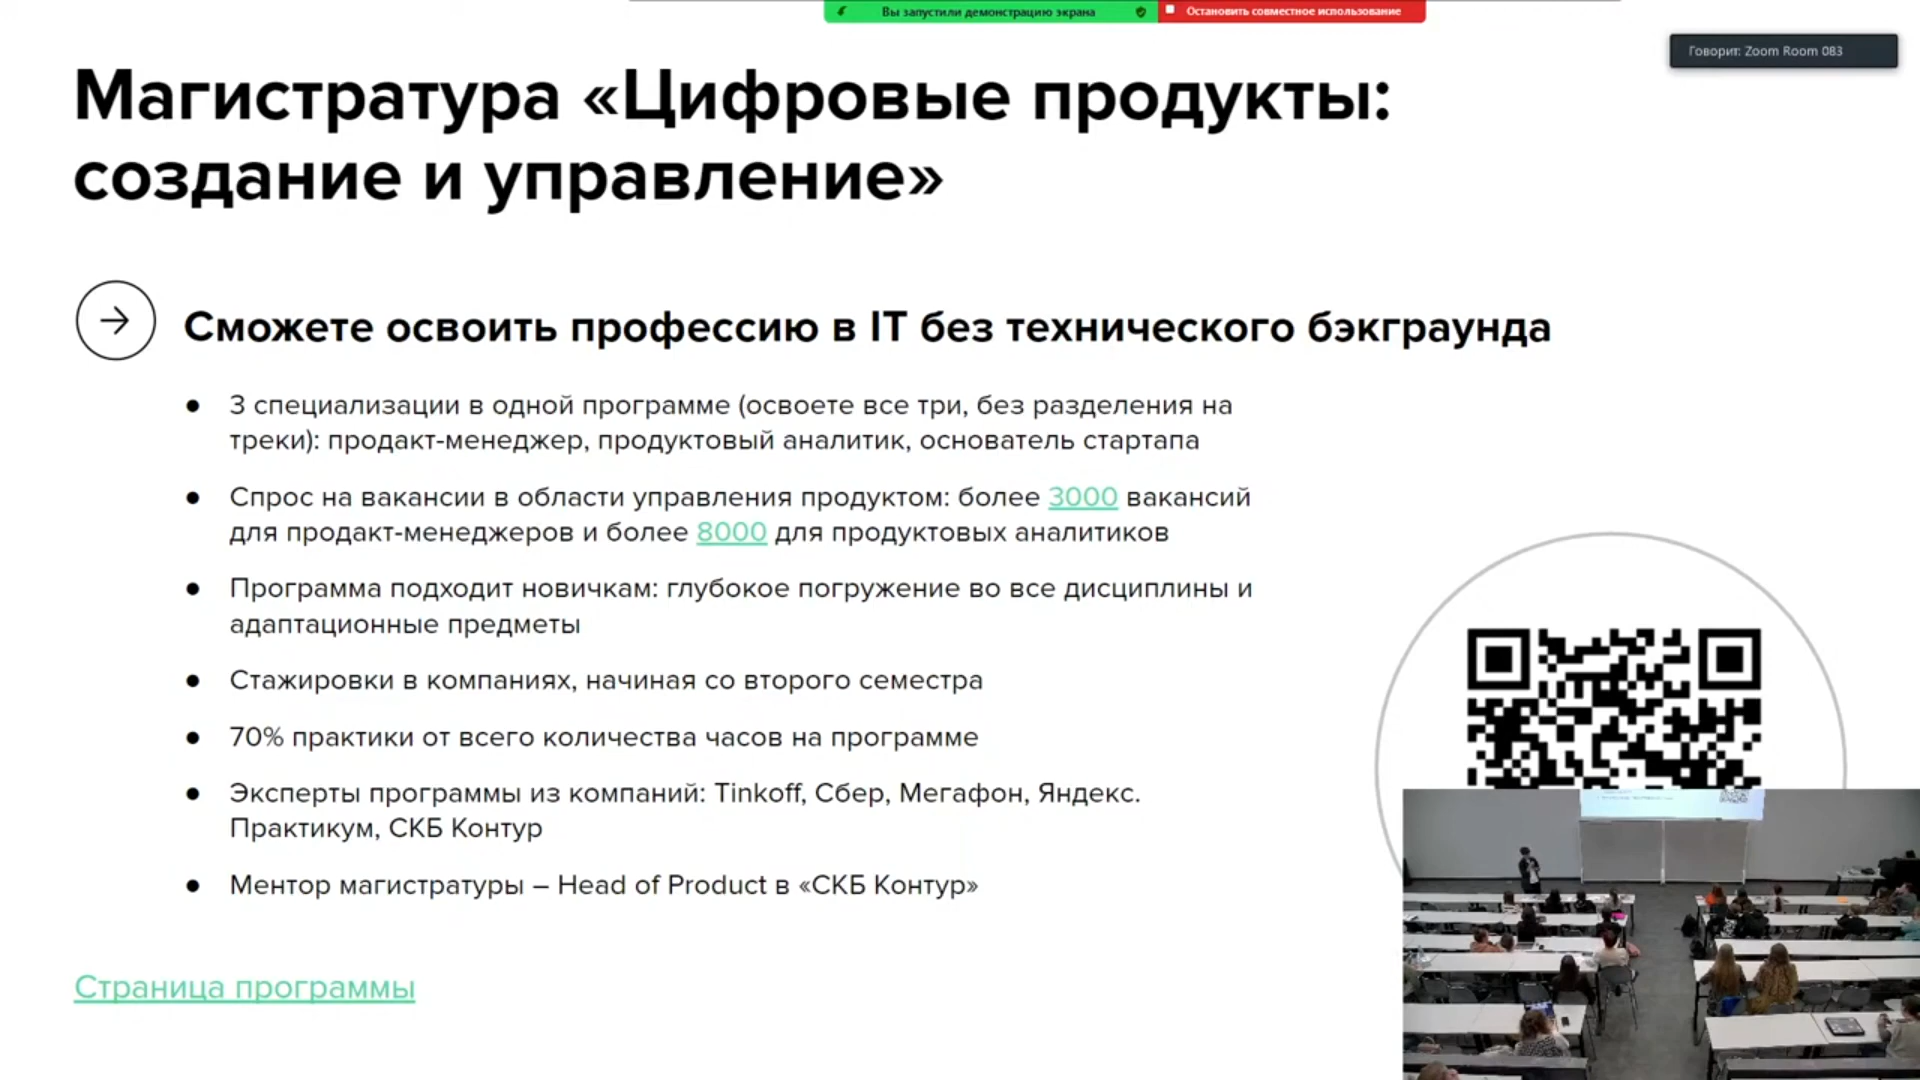 Вы запустили демонстрацию экрана
Остановить совместное использование
Говорит: Zoom Room 083
Магистратура «Цифровые продукты:
создание и управление»
Сможете освоить профессию в IT без технического бэкграунда
● 3 специализации в одной программе (освоете все три, без разделения на
треки): продакт-менеджер, продуктовый аналитик, основатель стартапа
● Спрос на вакансии в области управления продуктом: более 3000 вакансий
для продакт-менеджеров и более 8000 для продуктовых аналитиков
● Программа подходит новичкам: глубокое погружение во все дисциплины и
адаптационные предметы
● Стажировки в компаниях, начиная со второго семестра
● 70% практики от всего количества часов на программе
● Эксперты программы из компаний: Tinkoff, Сбер, Мегафон, Яндекс.
Практикум, СКБ Контур
● Ментор магистратуры – Head of Product в «СКБ Контур»
Страница программы